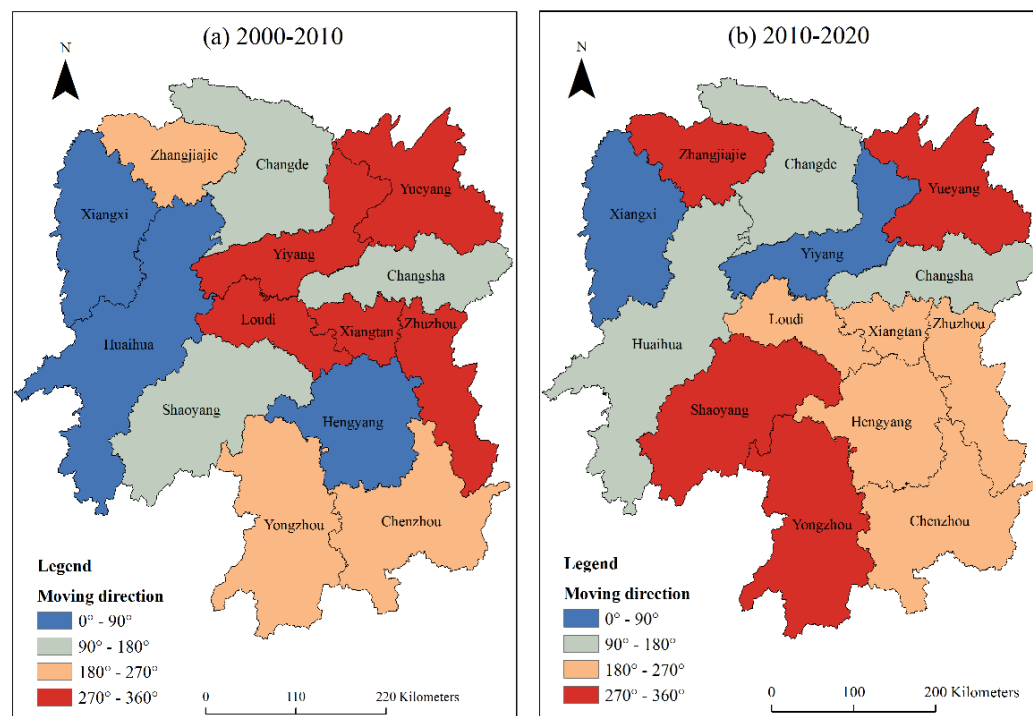 (a) 2000-2010
N
Zhangjiajie
Changde
Yueyang
Xiangxi
Yiyang
Changsha
Loudi
Xiangtan
Zhuzhou
Huaihua
Shaoyang
Hengyang
Yongzhou
Chenzhou
Legend
Moving direction
0° - 90°
90° - 180°
180° - 270°
270° - 360°
0 110 220 Kilometers
(b) 2010-2020
N
Zhangjiajie
Changde
Yueyang
Xiangxi
Yiyang
Changsha
Loudi
Xiangtan
Zhuzhou
Huaihua
Shaoyang
Hengyang
Yongzhou
Chenzhou
Legend
Moving direction
0° - 90°
90° - 180°
180° - 270°
270° - 360°
0 100 200 Kilometers